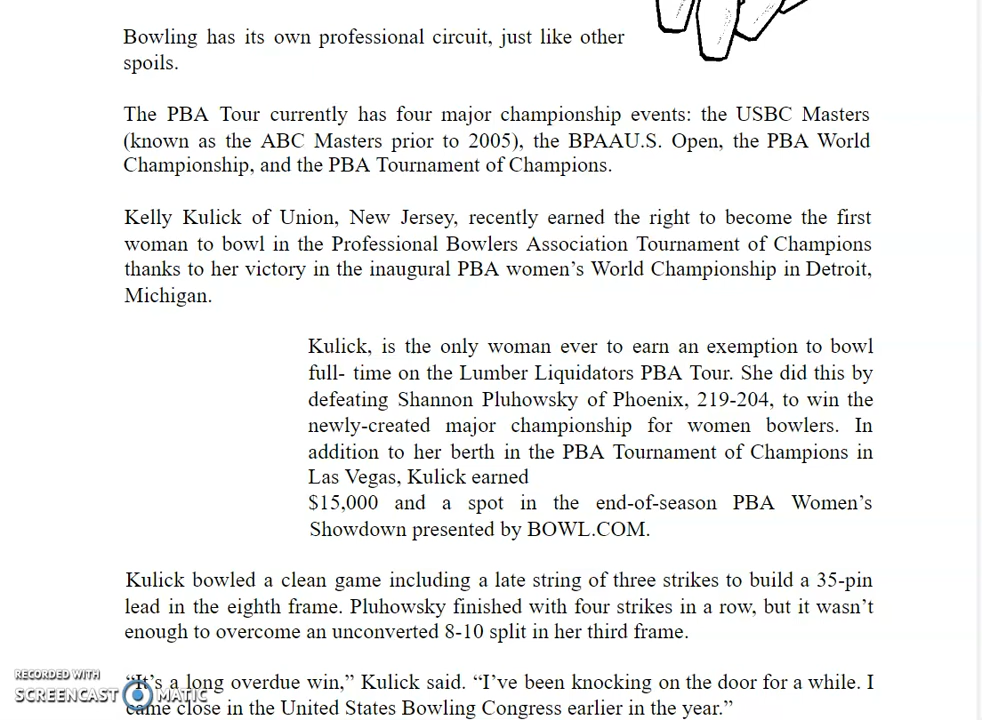 Bowling has its own professional circuit, just like other
spoils.
The PBA Tour currently has four major championship events: the USBC Masters
(known as the ABC Masters prior to 2005), the BPAAU.S. Open, the PBA World
Championship, and the PBA Tournament of Champions.
Kelly Kulick of Union, New Jersey, recently earned the right to become the first
woman to bowl in the Professional Bowlers Association Tournament of Champions
thanks to her victory in the inaugural PBA women’s World Championship in Detroit,
Michigan.
Kulick, is the only woman ever to earn an exemption to bowl
full- time on the Lumber Liquidators PBA Tour. She did this by
defeating Shannon Pluhowsky of Phoenix, 219-204, to win the
newly-created major championship for women bowlers. In
addition to her berth in the PBA Tournament of Champions in
Las Vegas, Kulick earned
$15,000 and a spot in the end-of-season PBA Women’s
Showdown presented by BOWL.COM.
Kulick bowled a clean game including a late string of three strikes to build a 35-pin
lead in the eighth frame. Pluhowsky finished with four strikes in a row, but it wasn’t
enough to overcome an unconverted 8-10 split in her third frame.
“It’s a long overdue win,” Kulick said. “I’ve been knocking on the door for a while. I
came close in the United States Bowling Congress earlier in the year.”
RECORDED WITH
SCREENCAST MATIC